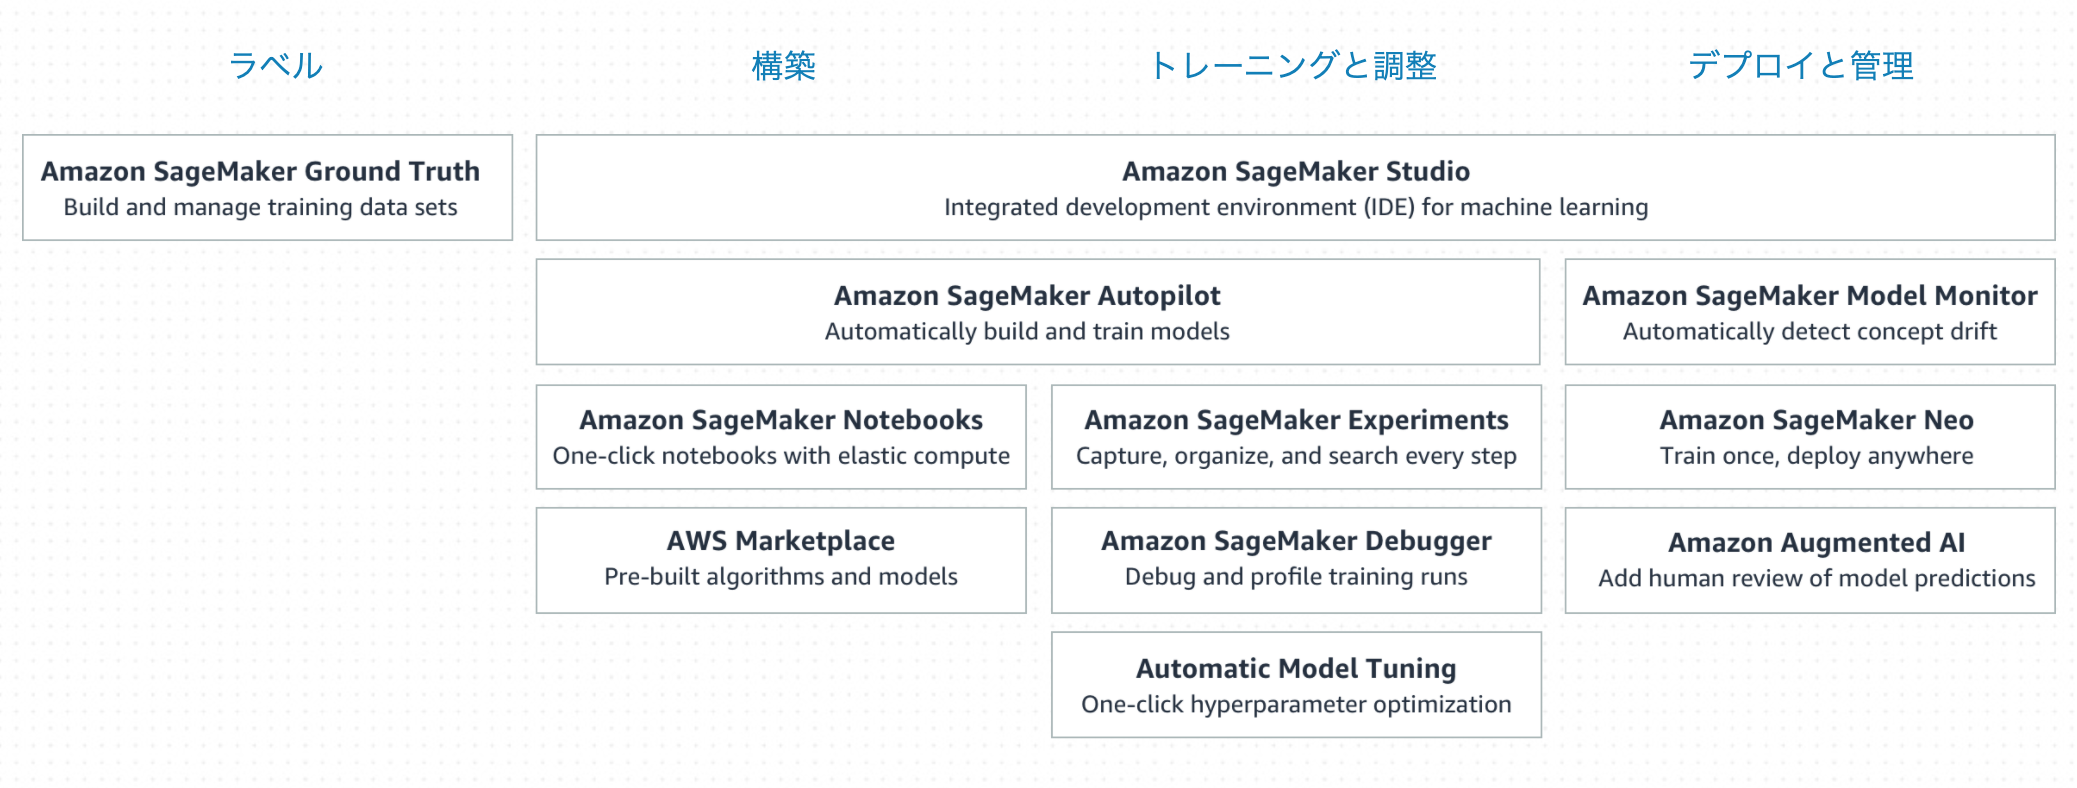 ラベル
構築
トレーニングと調整
デプロイと管理
Amazon SageMaker Ground Truth
Build and manage training data sets
Amazon SageMaker Studio
Integrated development environment (IDE) for machine learning
Amazon SageMaker Autopilot
Automatically build and train models
Amazon SageMaker Model Monitor
Automatically detect concept drift
Amazon SageMaker Notebooks
One-click notebooks with elastic compute
Amazon SageMaker Experiments
Capture, organize, and search every step
Amazon SageMaker Neo
Train once, deploy anywhere
AWS Marketplace
Pre-built algorithms and models
Amazon SageMaker Debugger
Debug and profile training runs
Amazon Augmented AI
Add human review of model predictions
Automatic Model Tuning
One-click hyperparameter optimization